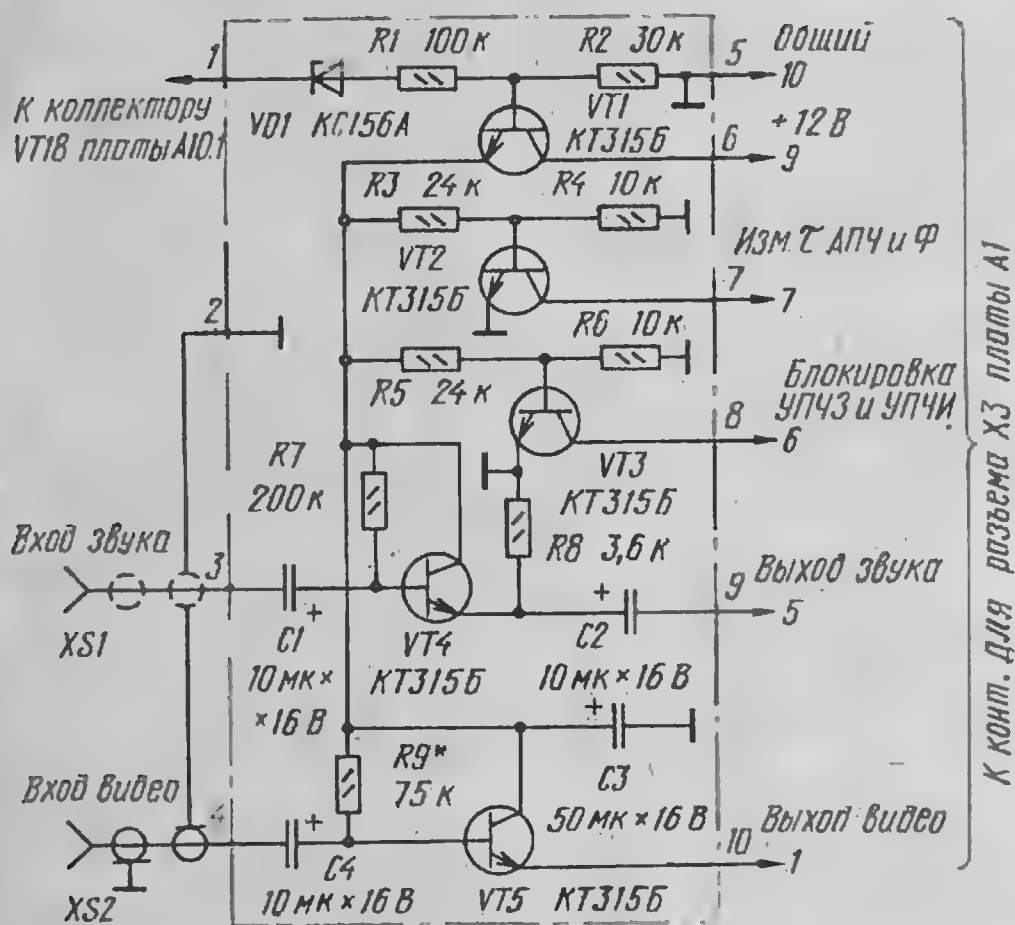 R1 100 к
R2 30 к
Общий
1
5
10
К коллектору
VT18 платы А10.1
VD1 КС156А
VT1
КТ315Б
+12 В
6
9
R3 24 к
R4 10 к
VT2
КТ315Б
Изм. τ АПЧ и Ф
7
7
2
R6 10 к
R5 24 к
Блокировка
УПЧЗ и УПЧИ
8
6
R7
200 к
VT3
КТ315Б
R8 3,6 к
Вход звука
3
XS1
C1
+
10 мк ×
× 16 В
VT4
КТ315Б
+
C2
10 мк × 16 В
9
Выход звука
5
R9*
75 к
+
C3
50 мк × 16 В
Вход видео
4
XS2
+
C4
10 мк × 16 В
VT5 КТ315Б
10
Выход видео
1
К конт. для разъема Х3 платы А1